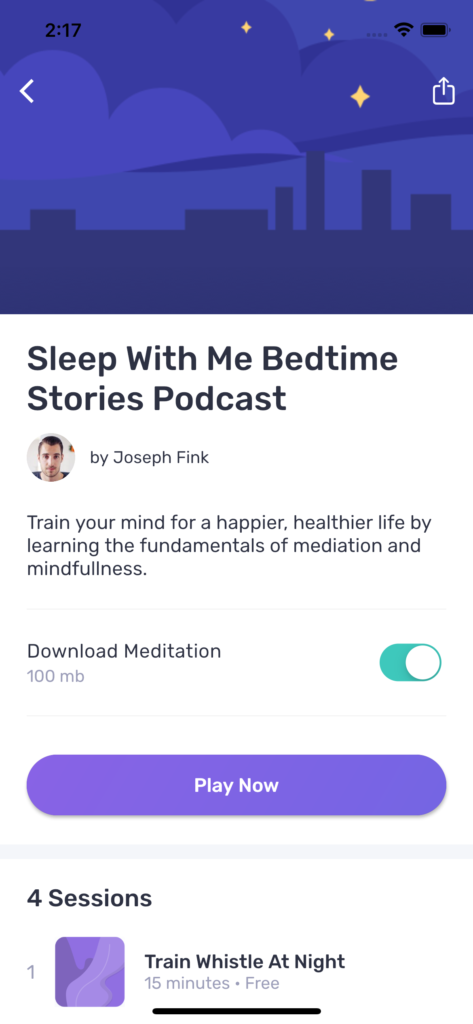 2:17
Sleep With Me Bedtime
Stories Podcast
by Joseph Fink
Train your mind for a happier, healthier life by
learning the fundamentals of mediation and
mindfullness.
Download Meditation
100 mb
Play Now
4 Sessions
1
Train Whistle At Night
15 minutes • Free